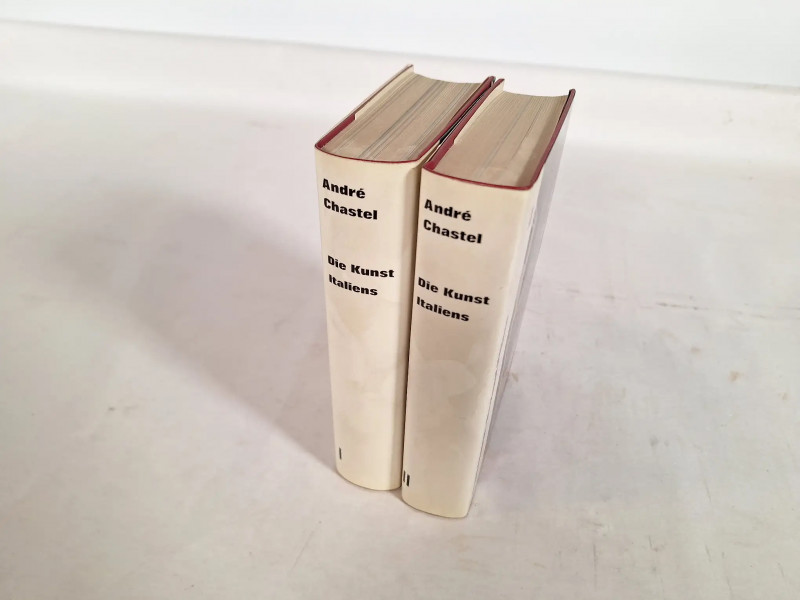 André
Chastel
Die Kunst
Italiens
I
André
Chastel
Die Kunst
Italiens
II